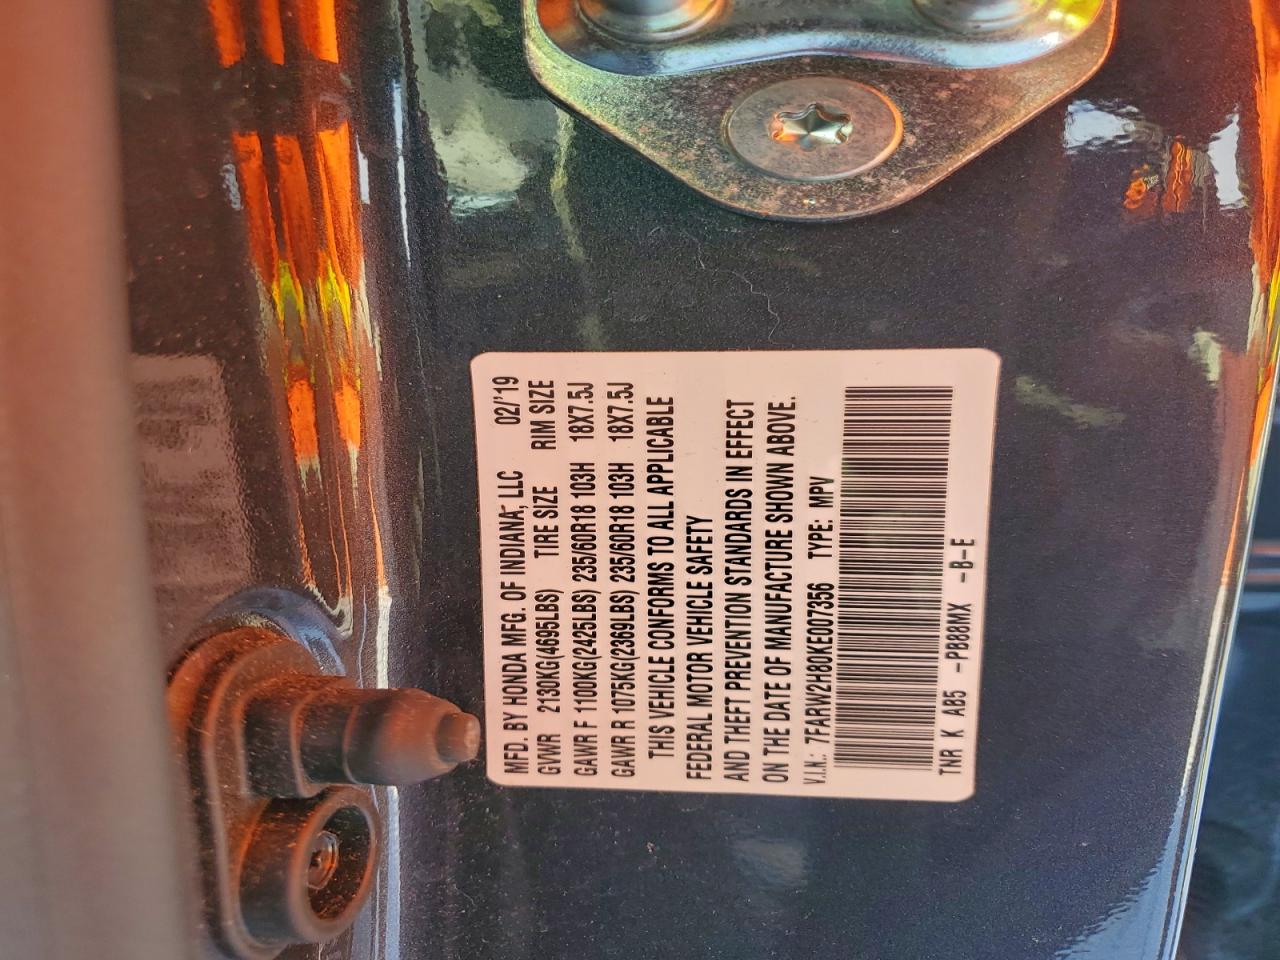 MFD. BY HONDA MFG. OF INDIANA, LLC 02/'19
GVWR 2130KG(4695LBS) TIRE SIZE RIM SIZE
GAWR F 1100KG(2425LBS) 235/60R18 103H 18X7.5J
GAWR R 1075KG(2369LBS) 235/60R18 103H 18X7.5J
THIS VEHICLE CONFORMS TO ALL APPLICABLE
FEDERAL MOTOR VEHICLE SAFETY
AND THEFT PREVENTION STANDARDS IN EFFECT
ON THE DATE OF MANUFACTURE SHOWN ABOVE.
V.I.N.: 7FARW2H80KE007356 TYPE: MPV
TNR K AB5 -PB88MX -B-E